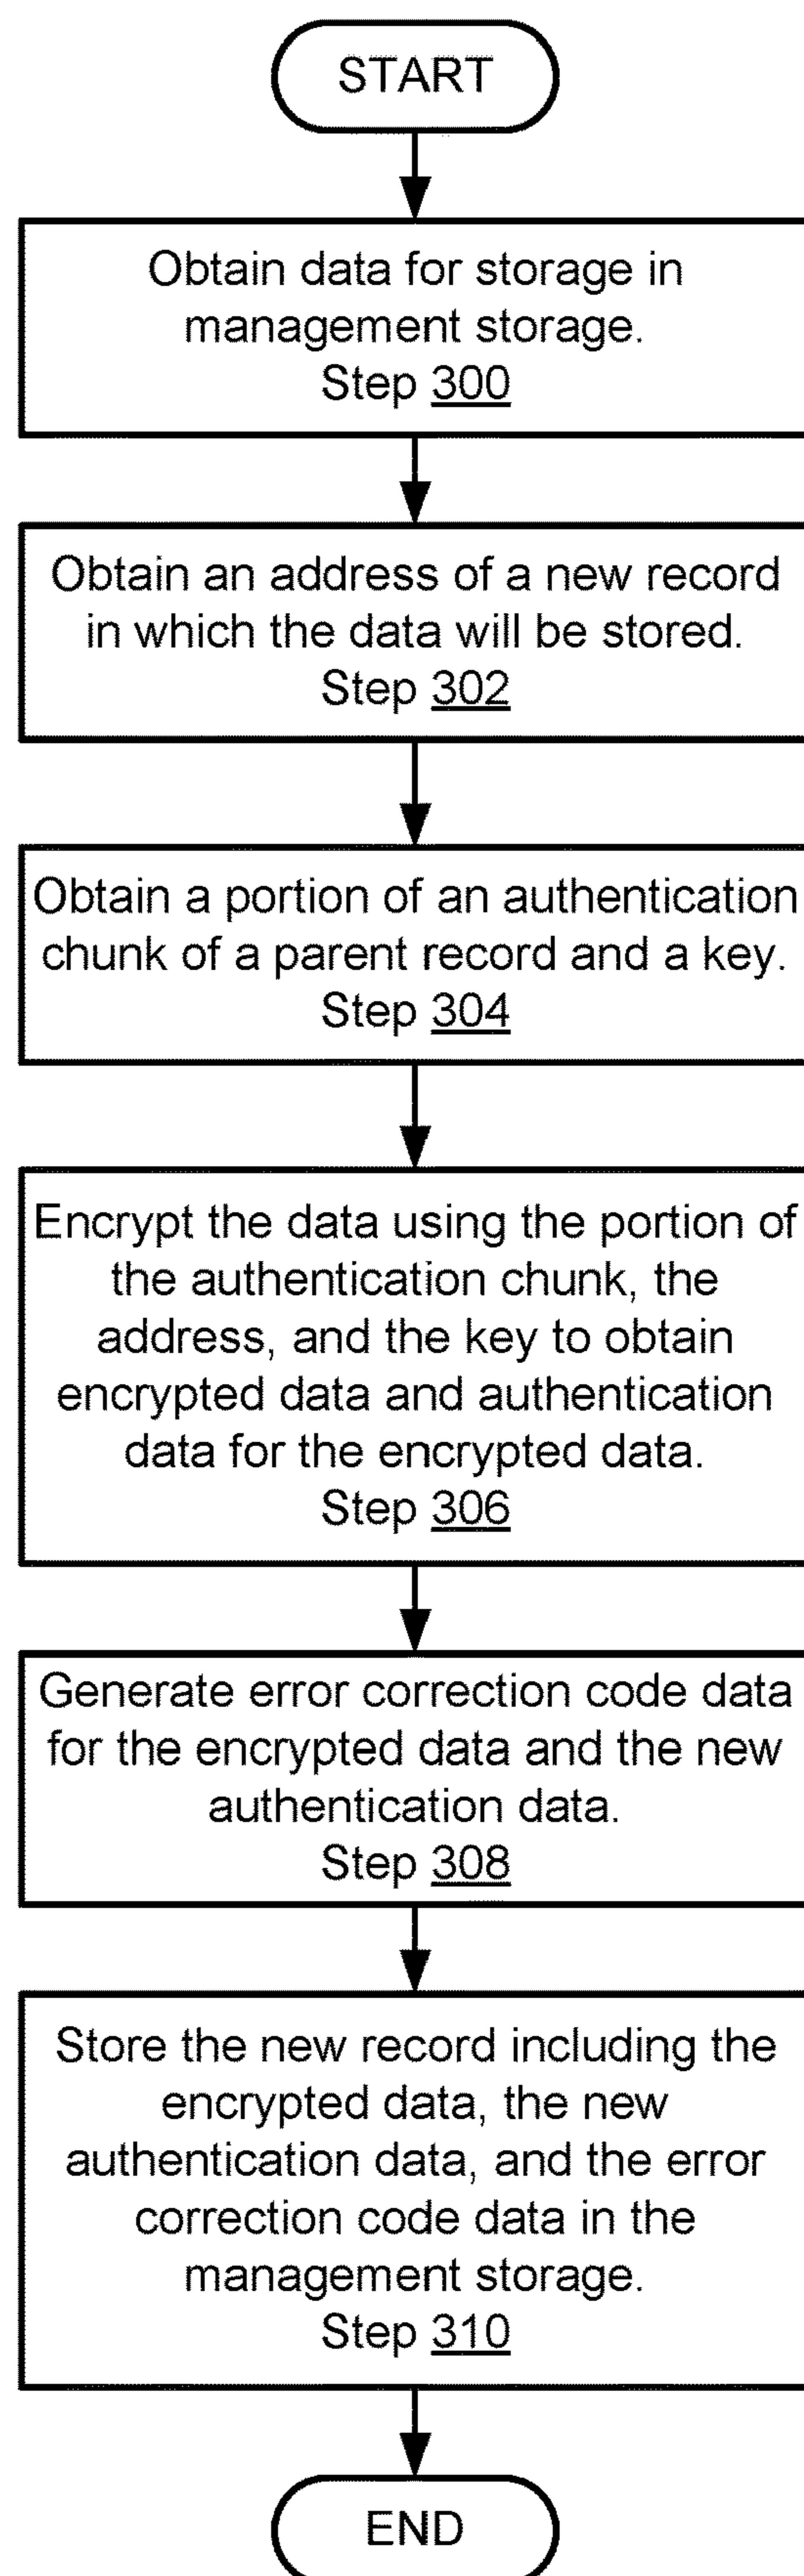 START
Obtain data for storage in
management storage.
Step 300
Obtain an address of a new record
in which the data will be stored.
Step 302
Obtain a portion of an authentication
chunk of a parent record and a key.
Step 304
Encrypt the data using the portion of
the authentication chunk, the
address, and the key to obtain
encrypted data and authentication
data for the encrypted data.
Step 306
Generate error correction code data
for the encrypted data and the new
authentication data.
Step 308
Store the new record including the
encrypted data, the new
authentication data, and the error
correction code data in the
management storage.
Step 310
END